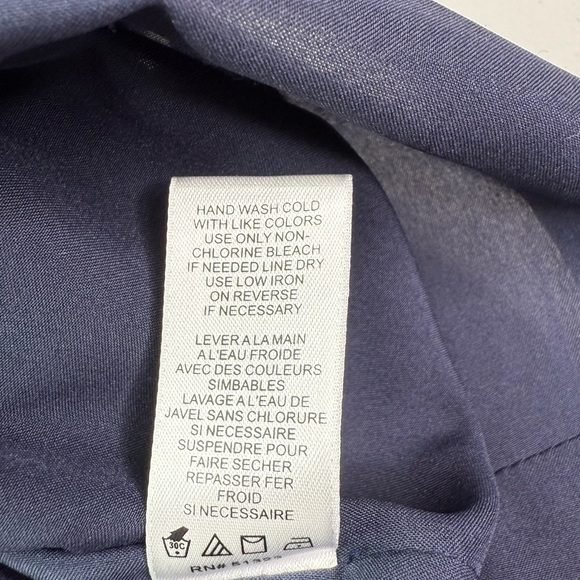 HAND WASH COLD
WITH LIKE COLORS
USE ONLY NON-
CHLORINE BLEACH
IF NEEDED LINE DRY
USE LOW IRON
ON REVERSE
IF NECESSARY
LEVER A LA MAIN
A L'EAU FROIDE
AVEC DES COULEURS
SIMBABLES
LAVAGE A L'EAU DE
JAVEL SANS CHLORURE
SI NECESSAIRE
SUSPENDRE POUR
FAIRE SECHER
REPASSER FER
FROID
SI NECESSAIRE
30C
RN#